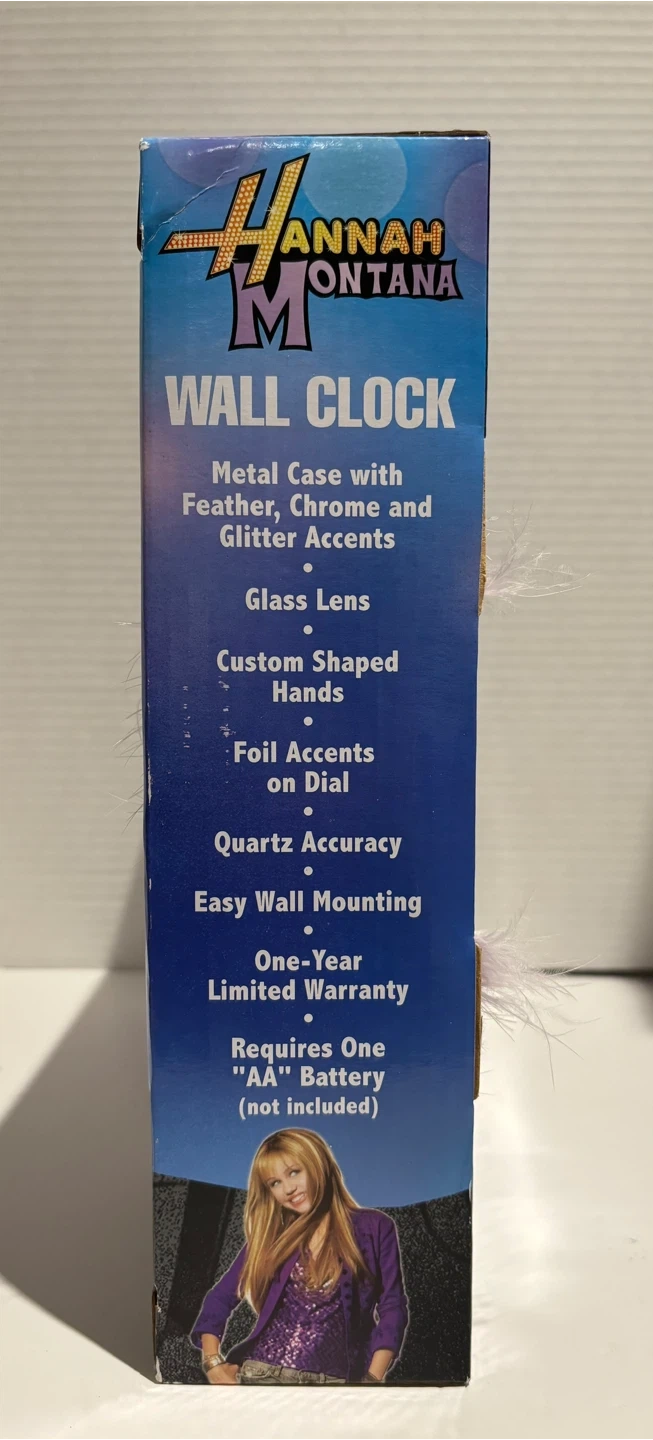 HANNAH
MONTANA
WALL CLOCK
Metal Case with
Feather, Chrome and
Glitter Accents
•
Glass Lens
•
Custom Shaped
Hands
•
Foil Accents
on Dial
•
Quartz Accuracy
•
Easy Wall Mounting
•
One-Year
Limited Warranty
•
Requires One
"AA" Battery
(not included)